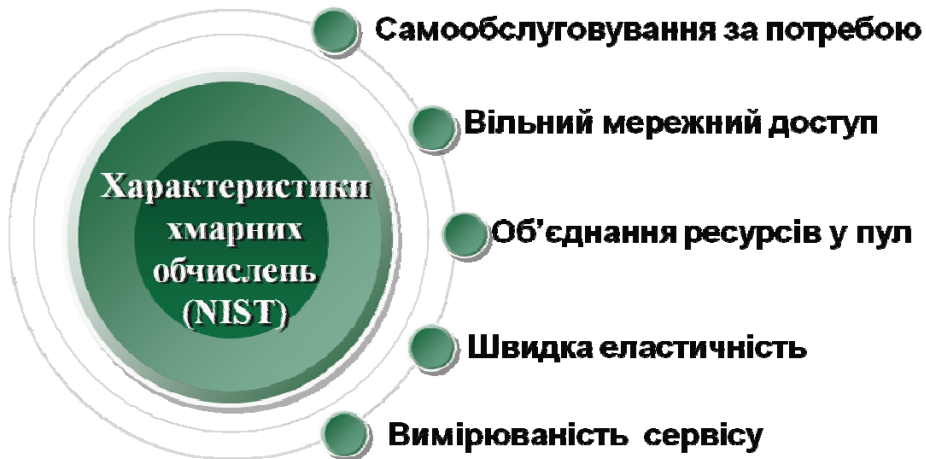 Самообслуговування за потребою
Вільний мережний доступ
Характеристики
хмарних
обчислень
(NIST)
Об’єднання ресурсів у пул
Швидка еластичність
Вимірюваність сервісу